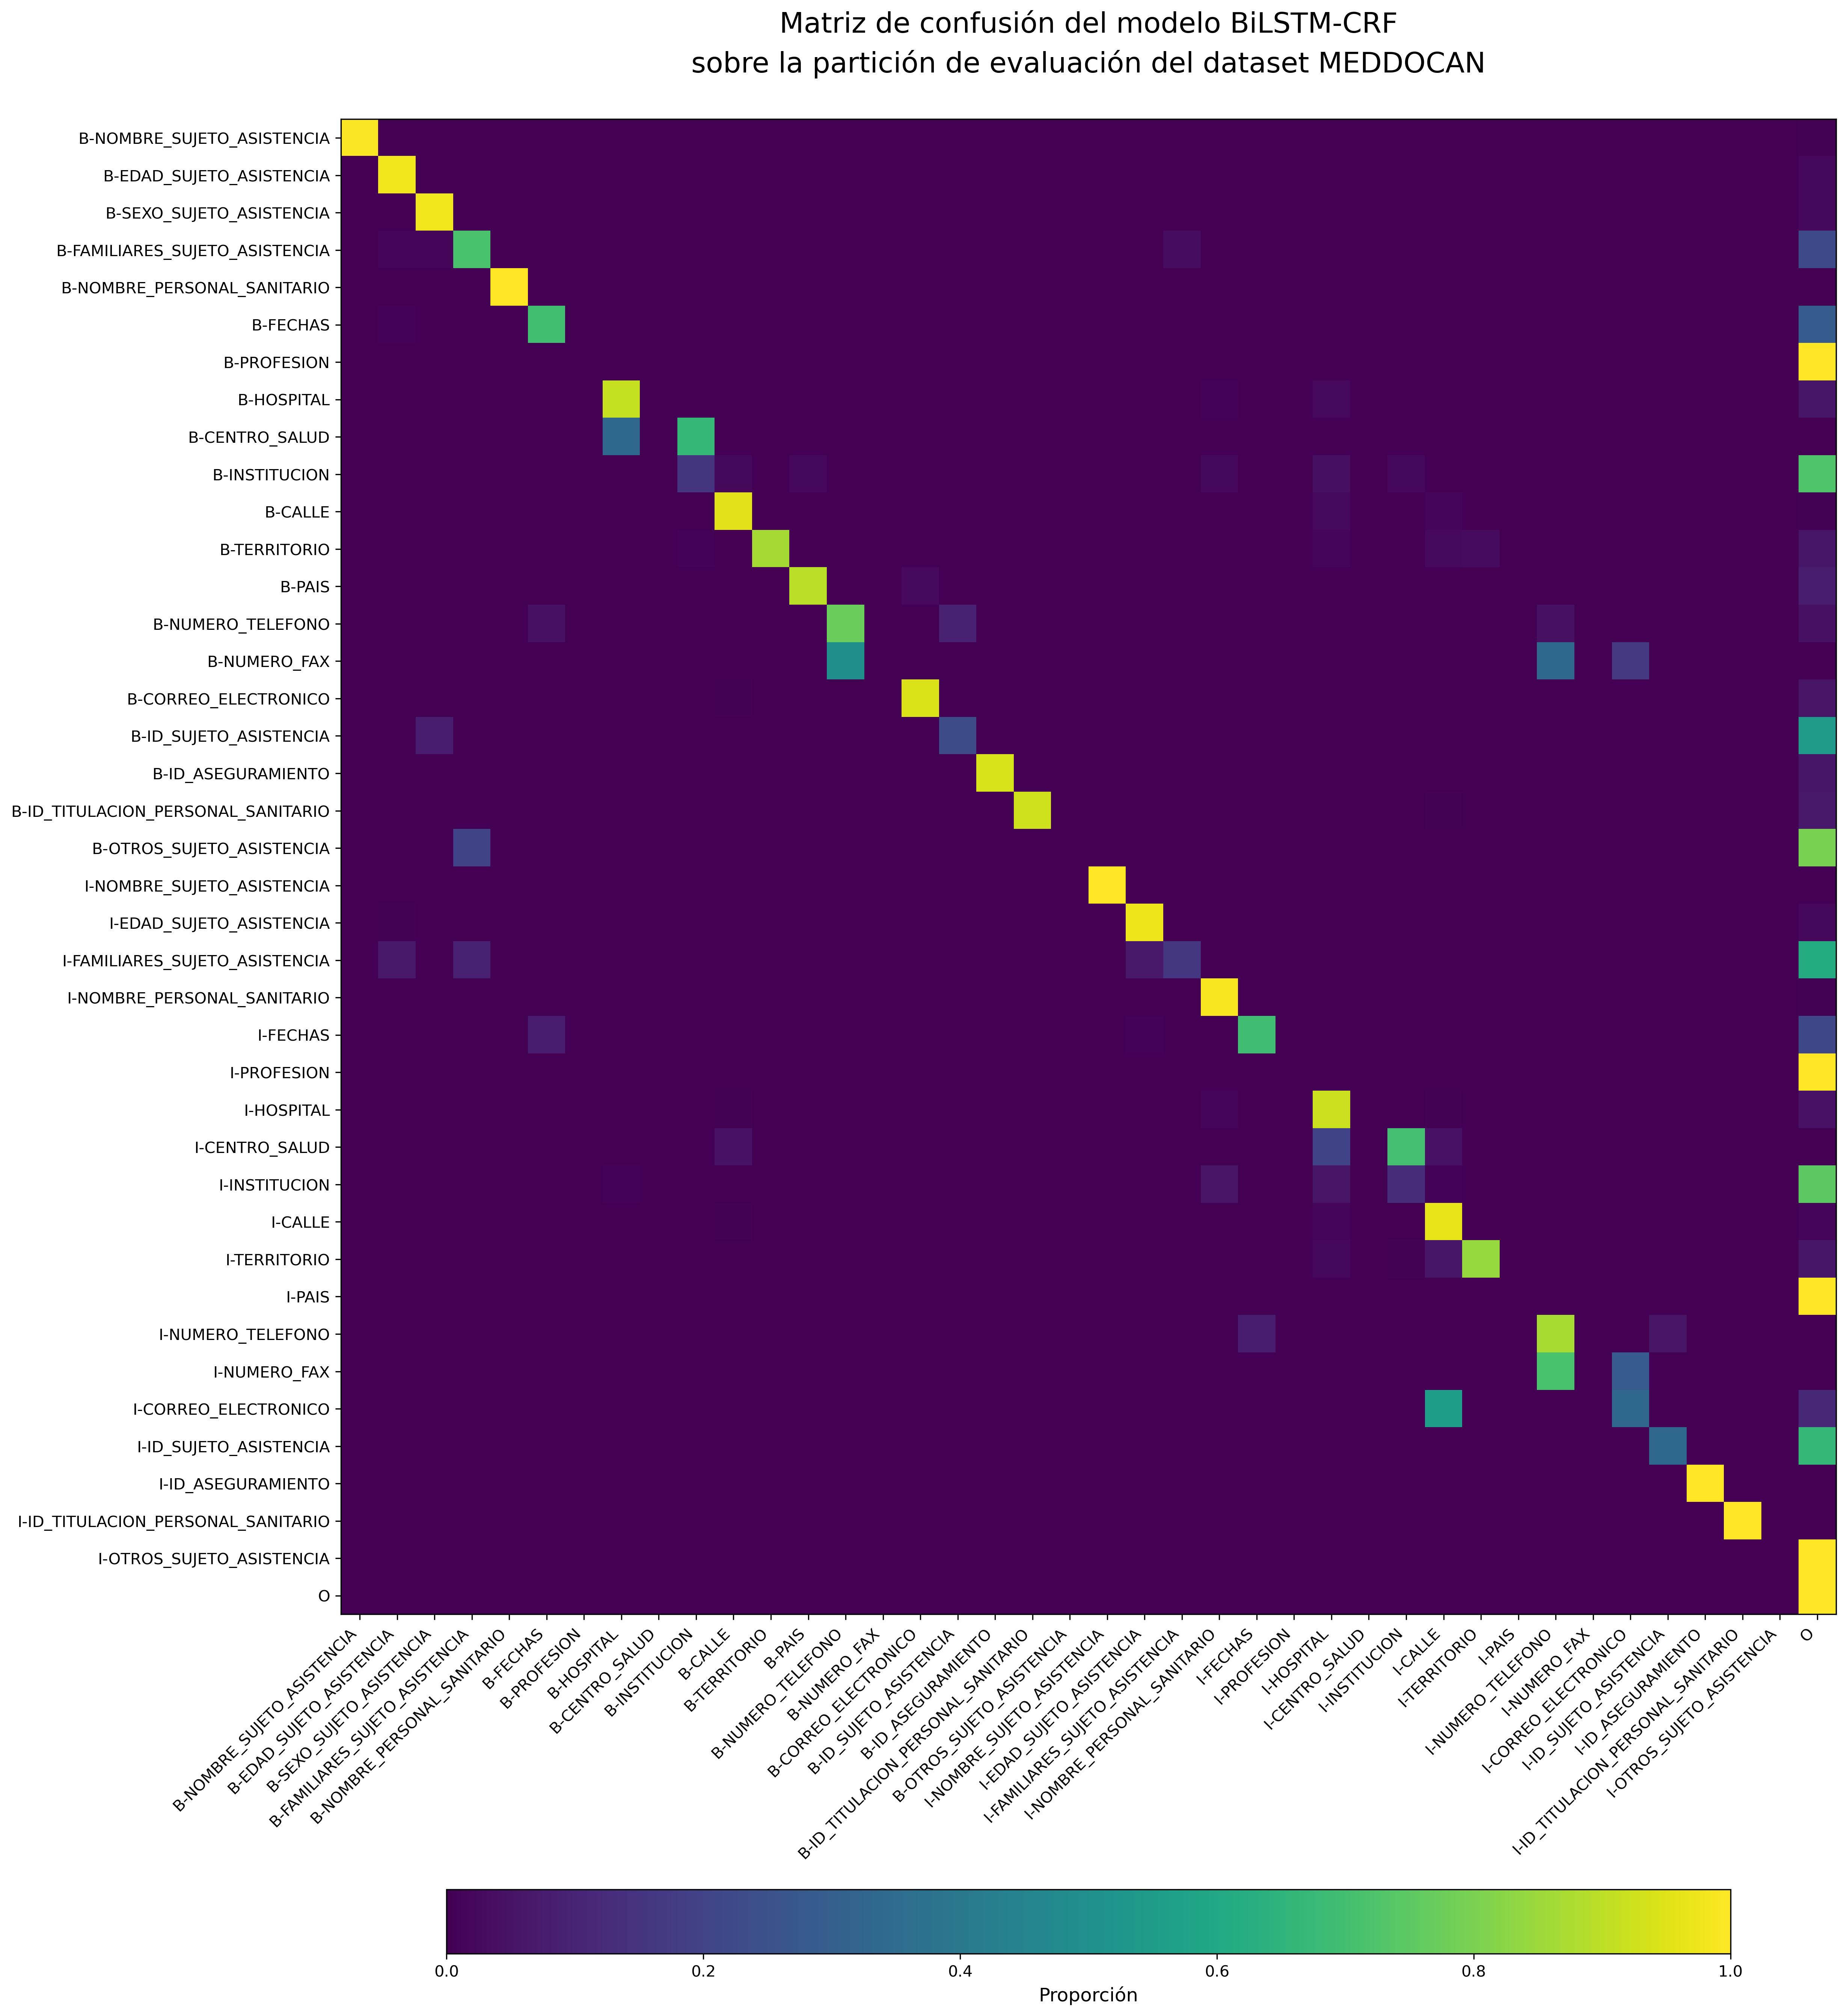 Matriz de confusión del modelo BiLSTM-CRF
sobre la partición de evaluación del dataset MEDDOCAN
B-NOMBRE_SUJETO_ASISTENCIA
B-EDAD_SUJETO_ASISTENCIA
B-SEXO_SUJETO_ASISTENCIA
B-FAMILIARES_SUJETO_ASISTENCIA
B-NOMBRE_PERSONAL_SANITARIO
B-FECHAS
B-PROFESION
B-HOSPITAL
B-CENTRO_SALUD
B-INSTITUCION
B-CALLE
B-TERRITORIO
B-PAIS
B-NUMERO_TELEFONO
B-NUMERO_FAX
B-CORREO_ELECTRONICO
B-ID_SUJETO_ASISTENCIA
B-ID_ASEGURAMIENTO
B-ID_TITULACION_PERSONAL_SANITARIO
B-OTROS_SUJETO_ASISTENCIA
I-NOMBRE_SUJETO_ASISTENCIA
I-EDAD_SUJETO_ASISTENCIA
I-FAMILIARES_SUJETO_ASISTENCIA
I-NOMBRE_PERSONAL_SANITARIO
I-FECHAS
I-PROFESION
I-HOSPITAL
I-CENTRO_SALUD
I-INSTITUCION
I-CALLE
I-TERRITORIO
I-PAIS
I-NUMERO_TELEFONO
I-NUMERO_FAX
I-CORREO_ELECTRONICO
I-ID_SUJETO_ASISTENCIA
I-ID_ASEGURAMIENTO
I-ID_TITULACION_PERSONAL_SANITARIO
I-OTROS_SUJETO_ASISTENCIA
O
B-NOMBRE_SUJETO_ASISTENCIA
B-EDAD_SUJETO_ASISTENCIA
B-SEXO_SUJETO_ASISTENCIA
B-FAMILIARES_SUJETO_ASISTENCIA
B-NOMBRE_PERSONAL_SANITARIO
B-FECHAS
B-PROFESION
B-HOSPITAL
B-CENTRO_SALUD
B-INSTITUCION
B-CALLE
B-TERRITORIO
B-PAIS
B-NUMERO_TELEFONO
B-NUMERO_FAX
B-CORREO_ELECTRONICO
B-ID_SUJETO_ASISTENCIA
B-ID_ASEGURAMIENTO
B-ID_TITULACION_PERSONAL_SANITARIO
B-OTROS_SUJETO_ASISTENCIA
I-NOMBRE_SUJETO_ASISTENCIA
I-EDAD_SUJETO_ASISTENCIA
I-FAMILIARES_SUJETO_ASISTENCIA
I-NOMBRE_PERSONAL_SANITARIO
I-FECHAS
I-PROFESION
I-HOSPITAL
I-CENTRO_SALUD
I-INSTITUCION
I-CALLE
I-TERRITORIO
I-PAIS
I-NUMERO_TELEFONO
I-NUMERO_FAX
I-CORREO_ELECTRONICO
I-ID_SUJETO_ASISTENCIA
I-ID_ASEGURAMIENTO
I-ID_TITULACION_PERSONAL_SANITARIO
I-OTROS_SUJETO_ASISTENCIA
O
0.0 0.2 0.4 0.6 0.8 1.0
Proporción